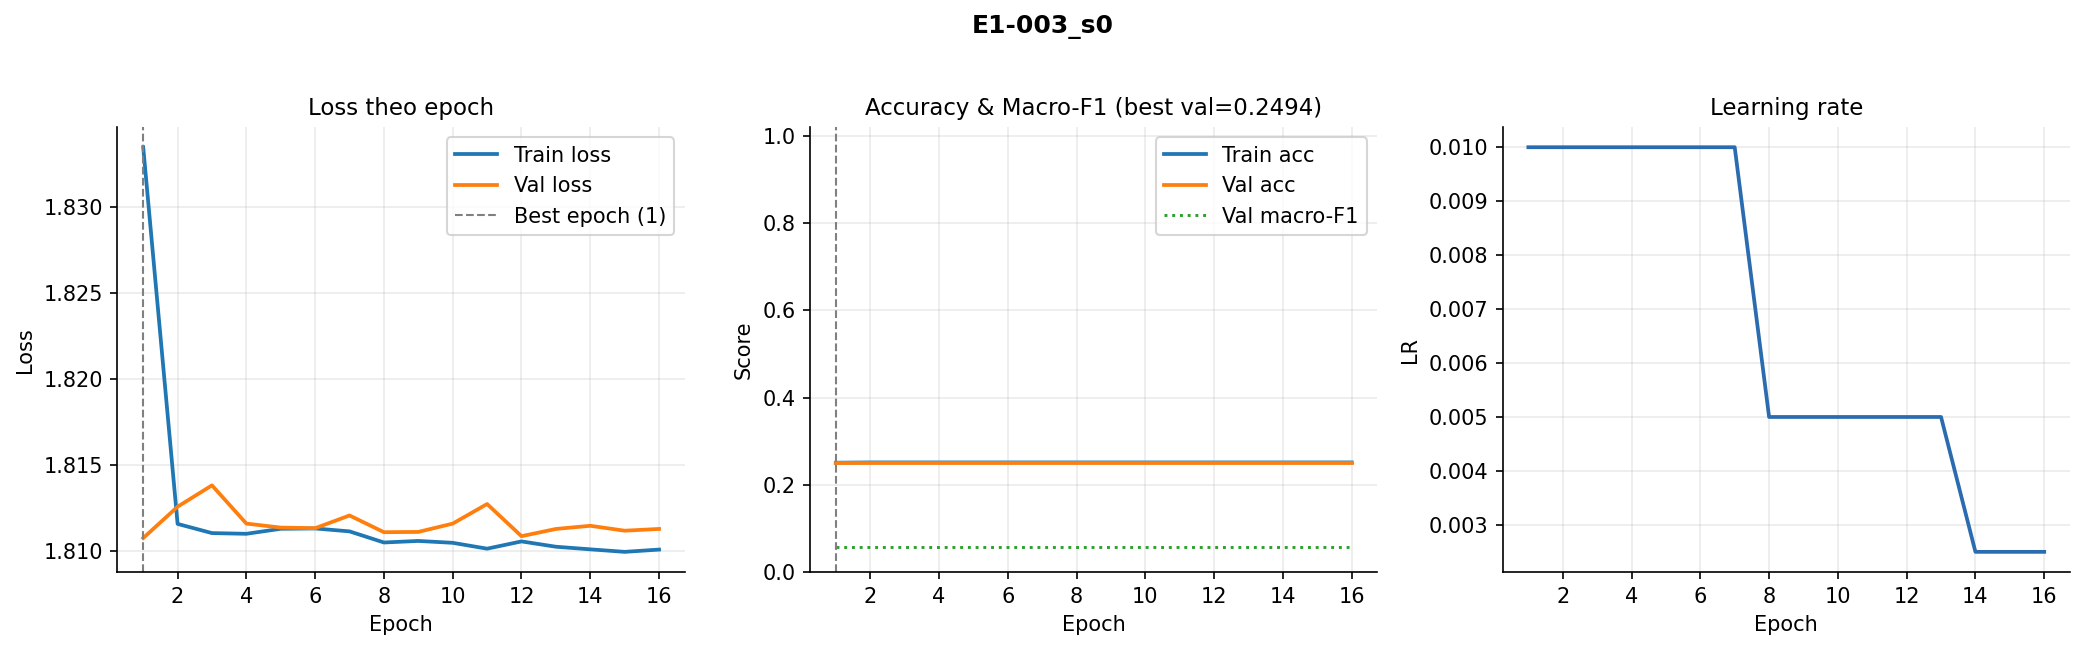 E1-003_s0
Loss theo epoch
1.830
1.825
1.820
1.815
1.810
Loss
2 4 6 8 10 12 14 16
Epoch
Train loss
Val loss
Best epoch (1)
Accuracy & Macro-F1 (best val=0.2494)
1.0
0.8
0.6
0.4
0.2
0.0
Score
2 4 6 8 10 12 14 16
Epoch
Train acc
Val acc
Val macro-F1
Learning rate
0.010
0.009
0.008
0.007
0.006
0.005
0.004
0.003
LR
2 4 6 8 10 12 14 16
Epoch